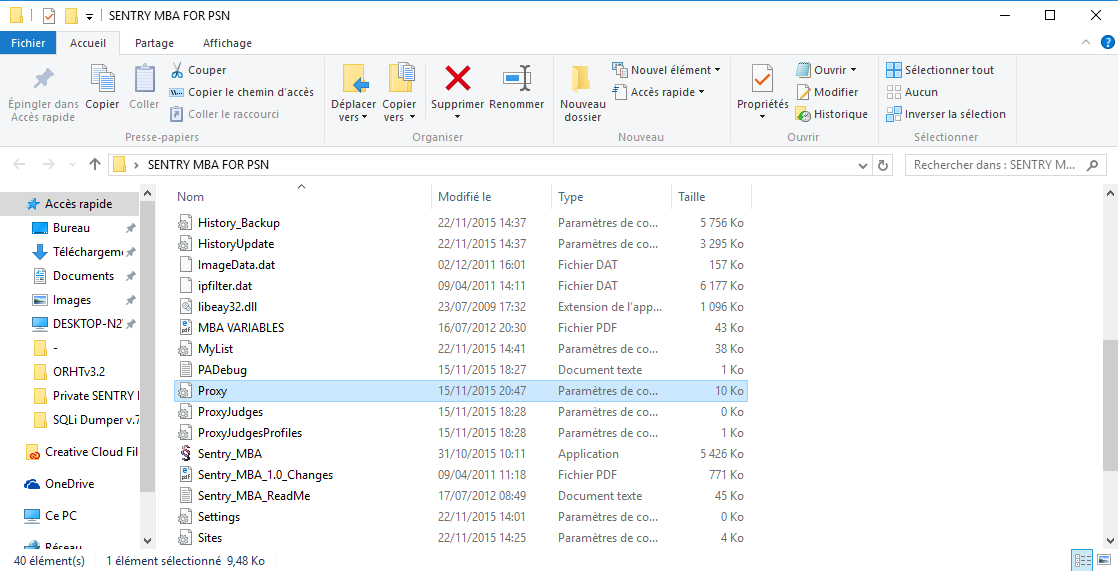 SENTRY MBA FOR PSN
Fichier Accueil Partage Affichage
Épingler dans Accès rapide
Copier
Coller
Couper
Copier le chemin d'accès
Coller le raccourci
Presse-papiers
Déplacer vers
Copier vers
Supprimer
Renommer
Organiser
Nouveau dossier
Nouvel élément
Accès rapide
Nouveau
Propriétés
Ouvrir
Modifier
Historique
Ouvrir
Sélectionner tout
Aucun
Inverser la sélection
Sélectionner
SENTRY MBA FOR PSN
Rechercher dans : SENTRY M...
Accès rapide
Bureau
Téléchargem
Documents
Images
DESKTOP-N2
-
ORHTv3.2
Private SENTRY
SQLi Dumper v.7
Creative Cloud Fil
OneDrive
Ce PC
Réseau
Nom Modifié le Type Taille
History_Backup 22/11/2015 14:37 Paramètres de co... 5 756 Ko
HistoryUpdate 22/11/2015 14:37 Paramètres de co... 3 295 Ko
ImageData.dat 02/12/2011 16:01 Fichier DAT 157 Ko
ipfilter.dat 09/04/2011 14:11 Fichier DAT 6 177 Ko
libeay32.dll 23/07/2009 17:32 Extension de l'app... 1 096 Ko
MBA VARIABLES 16/07/2012 20:30 Fichier PDF 43 Ko
MyList 22/11/2015 14:41 Paramètres de co... 38 Ko
PADebug 15/11/2015 18:27 Document texte 1 Ko
Proxy 15/11/2015 20:47 Paramètres de co... 10 Ko
ProxyJudges 15/11/2015 18:28 Paramètres de co... 0 Ko
ProxyJudgesProfiles 15/11/2015 18:28 Paramètres de co... 1 Ko
Sentry_MBA 31/10/2015 10:11 Application 5 426 Ko
Sentry_MBA_1.0_Changes 09/04/2011 11:18 Fichier PDF 771 Ko
Sentry_MBA_ReadMe 17/07/2012 08:49 Document texte 45 Ko
Settings 22/11/2015 14:01 Paramètres de co... 0 Ko
Sites 22/11/2015 14:25 Paramètres de co... 4 Ko
40 élément(s) 1 élément sélectionné 9,48 Ko